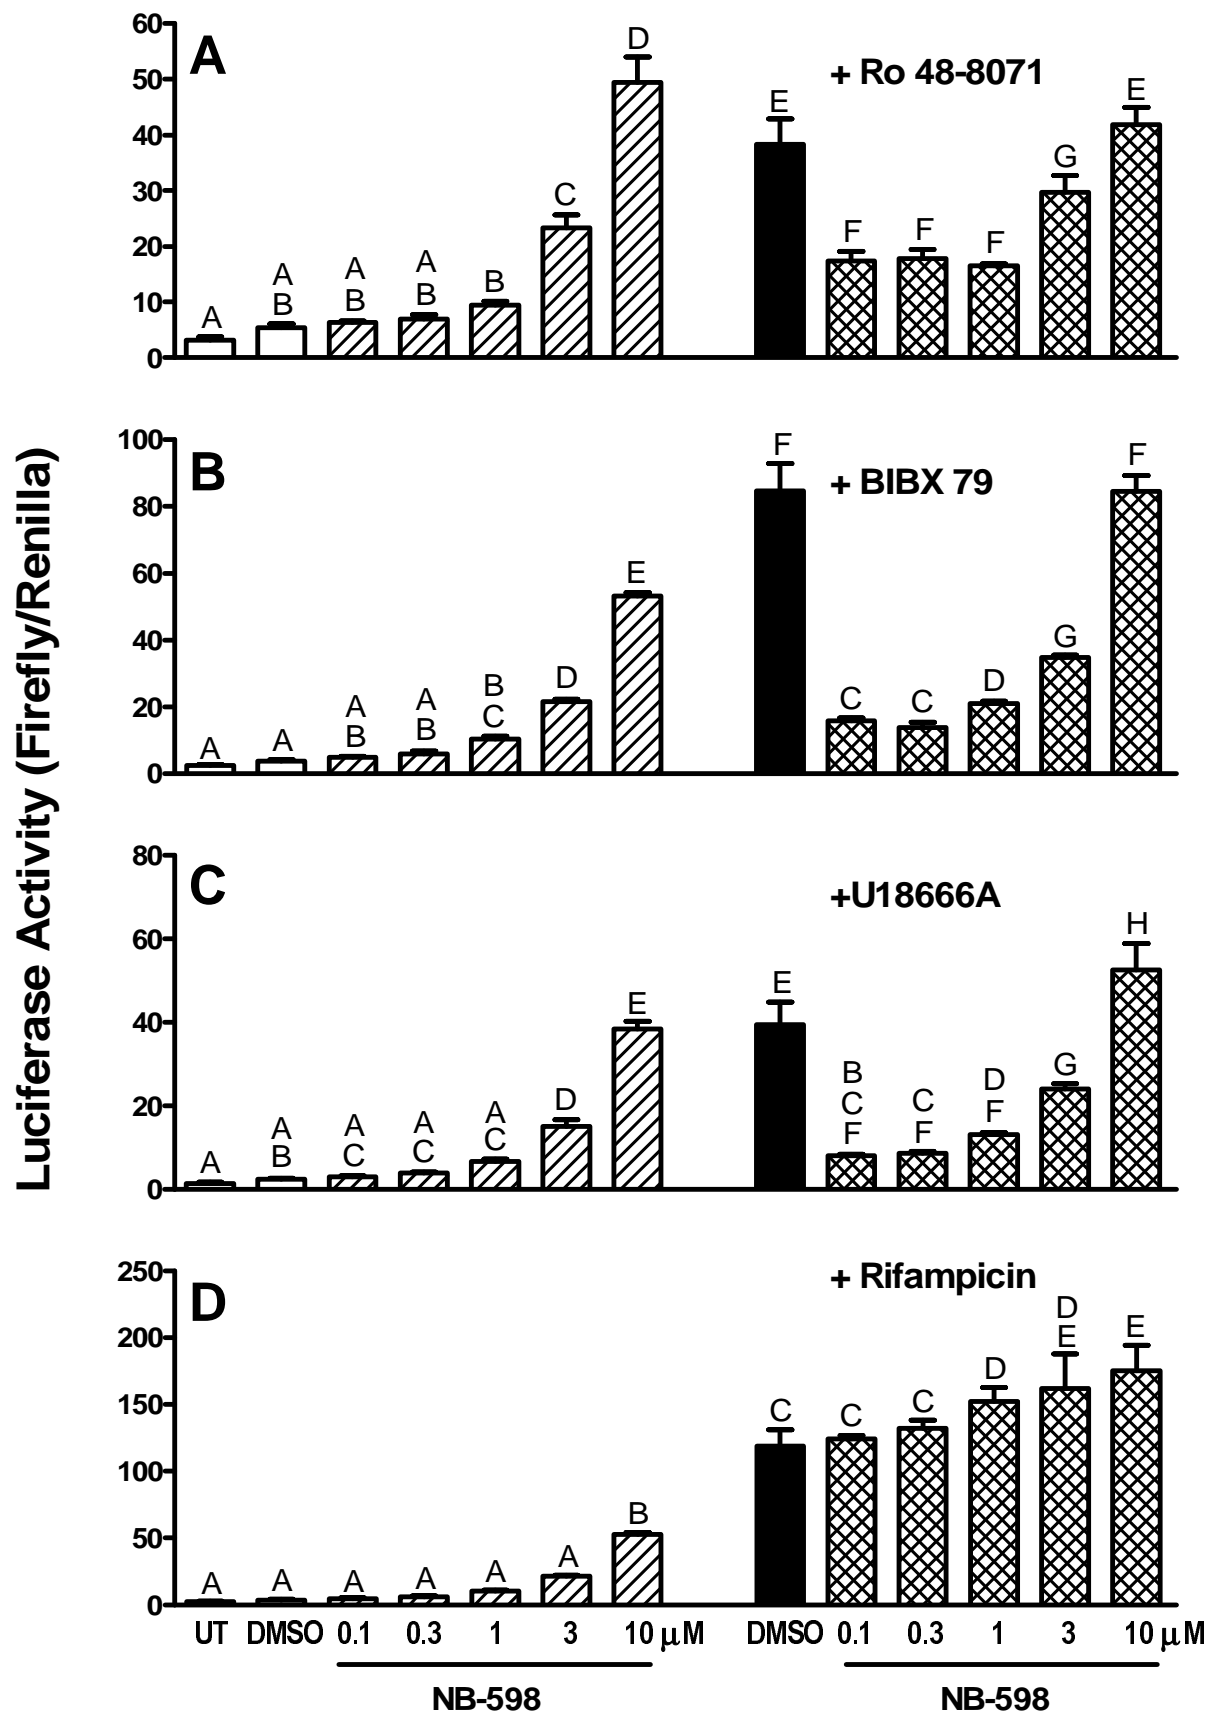 Luciferase Activity (Firefly/Renilla)
A
+ Ro 48-8071
60
50
40
30
20
10
0
A
A
B
A
B
A
B
B
C
D
E
F
F
F
G
E
B
+ BIBX 79
100
80
60
40
20
0
A
A
A
B
A
B
B
C
D
E
F
C
C
D
G
F
C
+U18666A
80
60
40
20
0
A
A
B
A
C
A
C
A
C
D
E
E
B
C
F
C
F
D
F
G
H
D
+ Rifampicin
250
200
150
100
50
0
A
A
A
A
A
A
B
C
C
C
D
D
E
E
UT DMSO 0.1 0.3 1 3 10 μM DMSO 0.1 0.3 1 3 10 μM
NB-598 NB-598